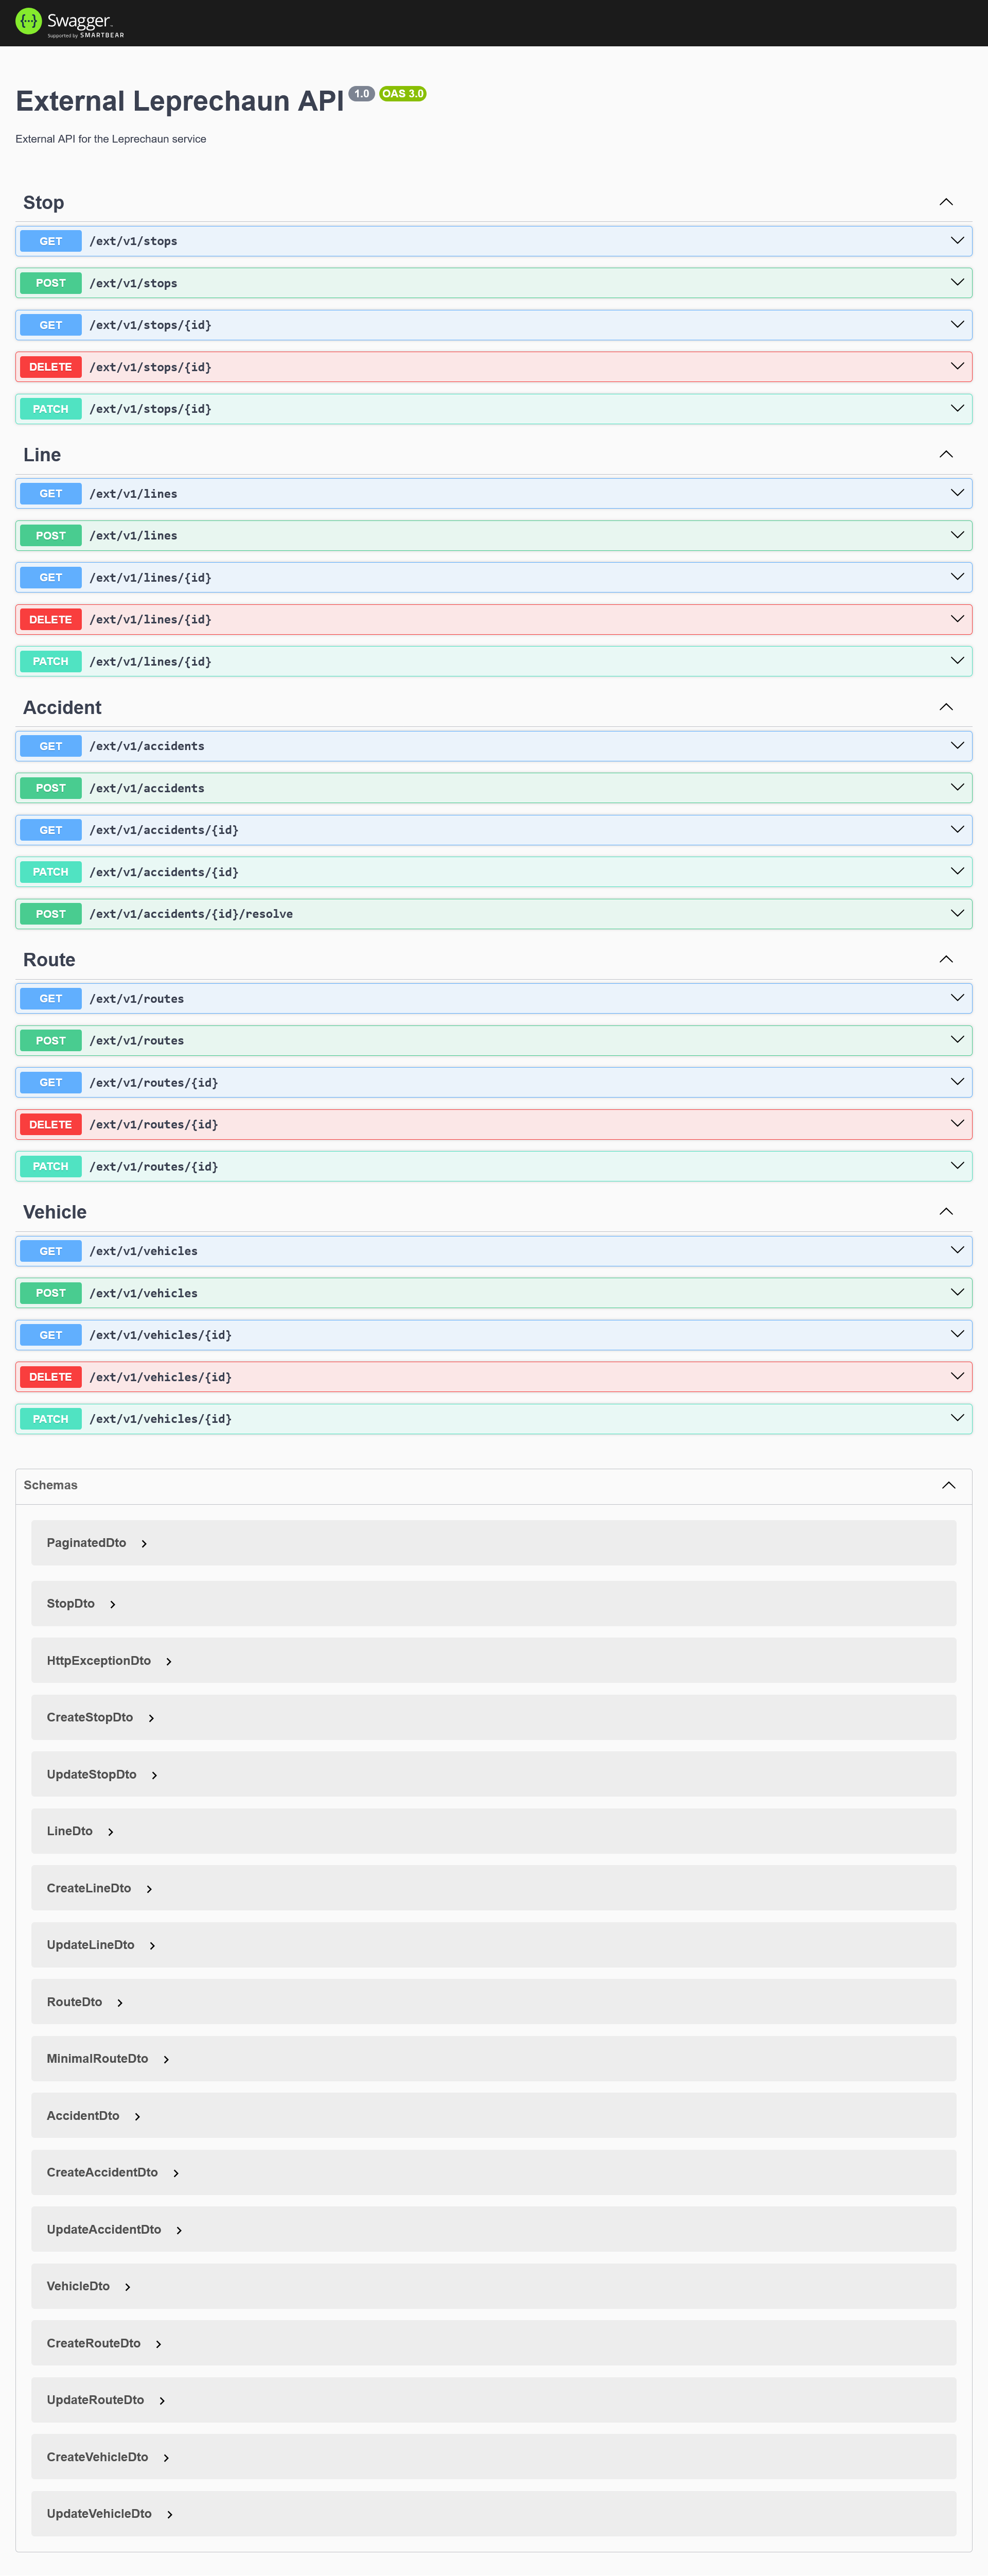 Swagger
Supported by SMARTBEAR
External Leprechaun API 1.0 OAS 3.0
External API for the Leprechaun service
Stop
GET /ext/v1/stops
POST /ext/v1/stops
GET /ext/v1/stops/{id}
DELETE /ext/v1/stops/{id}
PATCH /ext/v1/stops/{id}
Line
GET /ext/v1/lines
POST /ext/v1/lines
GET /ext/v1/lines/{id}
DELETE /ext/v1/lines/{id}
PATCH /ext/v1/lines/{id}
Accident
GET /ext/v1/accidents
POST /ext/v1/accidents
GET /ext/v1/accidents/{id}
PATCH /ext/v1/accidents/{id}
POST /ext/v1/accidents/{id}/resolve
Route
GET /ext/v1/routes
POST /ext/v1/routes
GET /ext/v1/routes/{id}
DELETE /ext/v1/routes/{id}
PATCH /ext/v1/routes/{id}
Vehicle
GET /ext/v1/vehicles
POST /ext/v1/vehicles
GET /ext/v1/vehicles/{id}
DELETE /ext/v1/vehicles/{id}
PATCH /ext/v1/vehicles/{id}
Schemas
PaginatedDto
StopDto
HttpExceptionDto
CreateStopDto
UpdateStopDto
LineDto
CreateLineDto
UpdateLineDto
RouteDto
MinimalRouteDto
AccidentDto
CreateAccidentDto
UpdateAccidentDto
VehicleDto
CreateRouteDto
UpdateRouteDto
CreateVehicleDto
UpdateVehicleDto